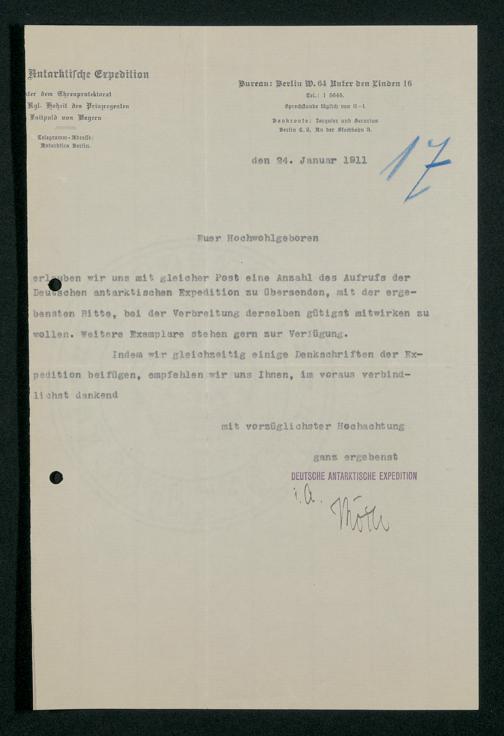 Antarktische Expedition
unter dem Ehrenprotektorat
Kgl. Hoheit des Prinzregenten
Luitpold von Bayern
Telegramm-Adresse:
Antarktica Berlin.
Bureau: Berlin W. 64 Unter den Linden 16
Tel.: I 5645.
Sprechstunde täglich von 11-1.
Bankkonto:
Berlin C. 2, An der Stechbahn
den 24. Januar 1911
17
Euer Hochwohlgeboren
erlauben wir uns mit gleicher Post eine Anzahl des Aufrufs der
Deutschen antarktischen Expedition zu übersenden, mit der erge-
bensten Bitte, bei der Verbreitung derselben gütigst mitwirken zu
wollen. Weitere Exemplare stehen gern zur Verfügung.
Indem wir gleichzeitig einige Denkschriften der Ex-
pedition beifügen, empfehlen wir uns Ihnen, im voraus verbind-
lichst dankend
mit vorzüglichster Hochachtung
ganz ergebenst
DEUTSCHE ANTARKTISCHE EXPEDITION
i. A.